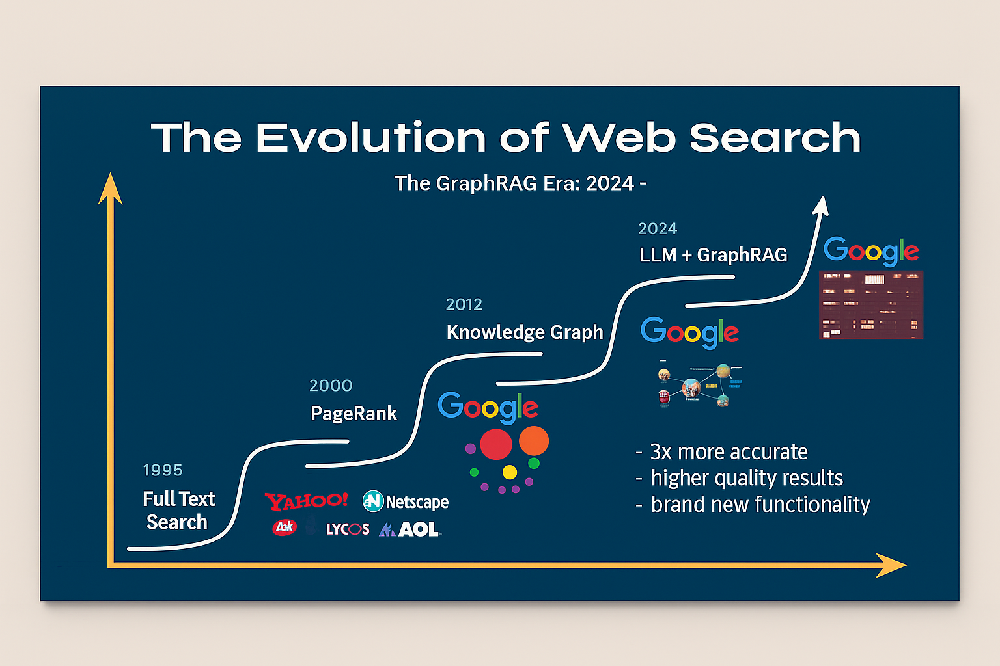 The Evolution of Web Search
The GraphRAG Era: 2024 -
2024
LLM + GraphRAG
Google
2012
Knowledge Graph
Google
2000
PageRank
Google
1995
Full Text
Search
YAHOO!
Netscape
Ask
LYCOS
AOL
- 3x more accurate
- higher quality results
- brand new functionality